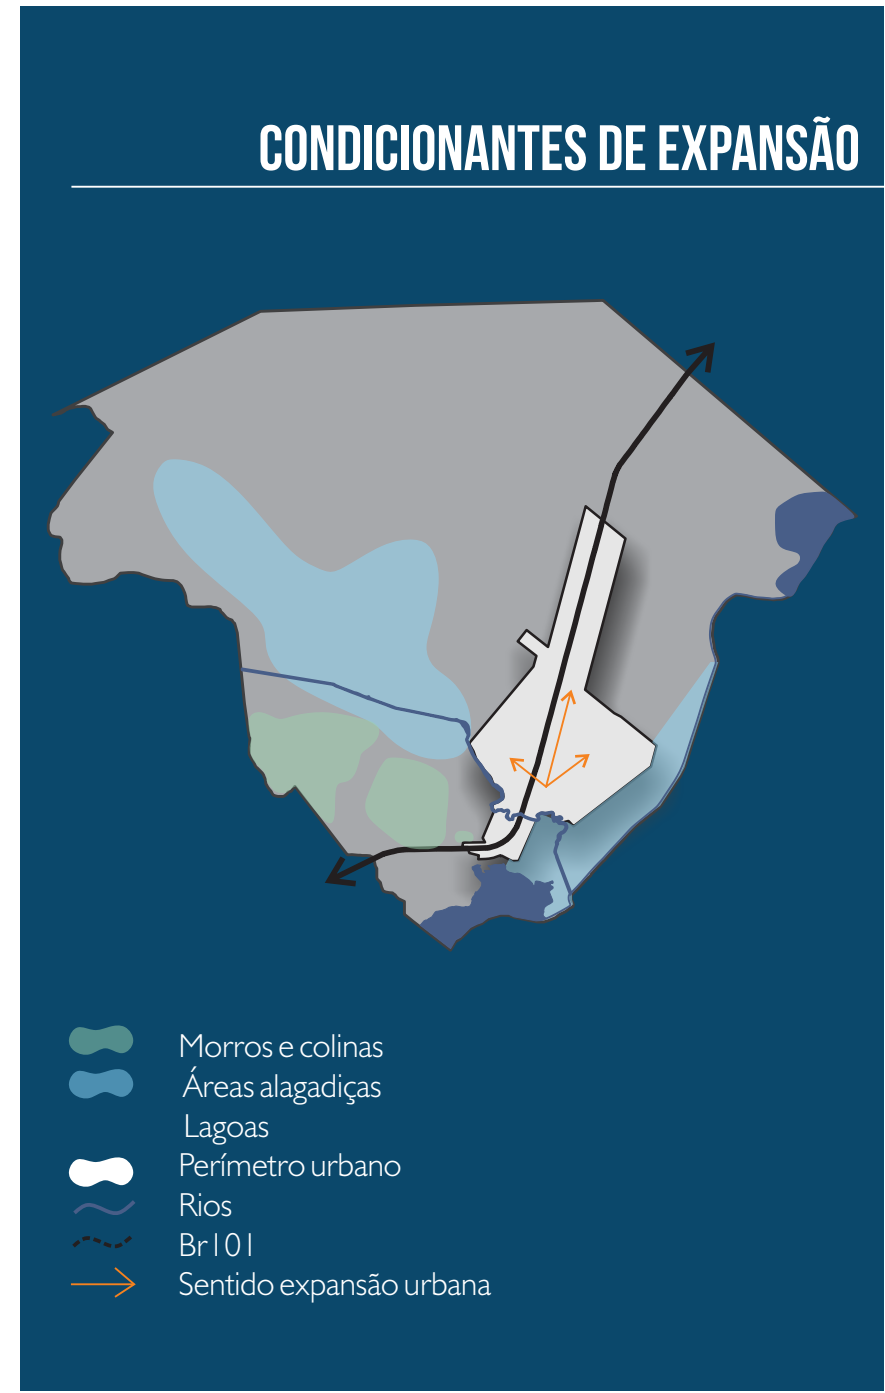 CONDICIONANTES DE EXPANSÃO
Morros e colinas
Áreas alagadiças
Lagoas
Perímetro urbano
Rios
Br101
Sentido expansão urbana